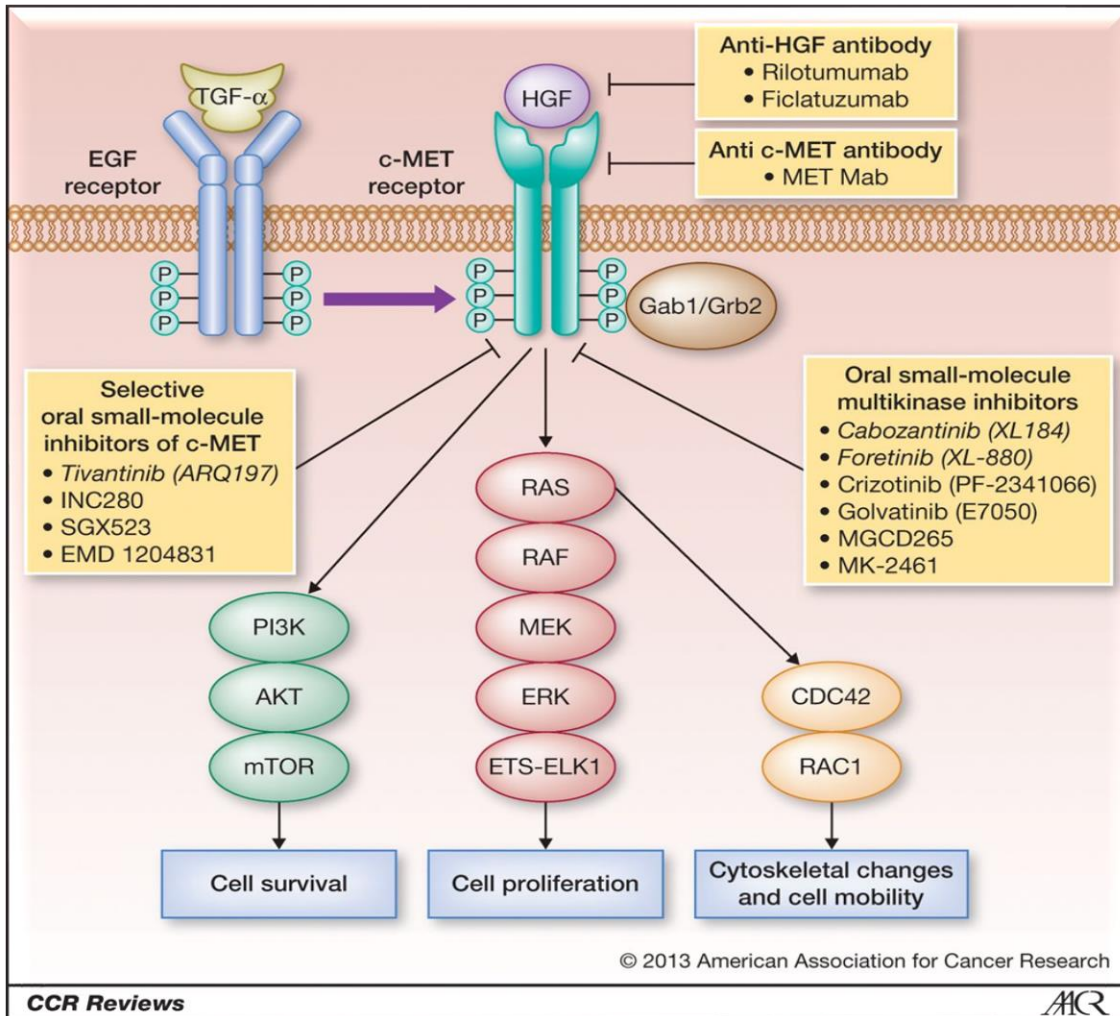 TGF-α
EGF
receptor
HGF
c-MET
receptor
Anti-HGF antibody
• Rilotumumab
• Ficlatuzumab
Anti c-MET antibody
• MET Mab
P
P
P
P
P
P
P
P
P
P
P
P
Gab1/Grb2
Selective
oral small-molecule
inhibitors of c-MET
• Tivantinib (ARQ197)
• INC280
• SGX523
• EMD 1204831
Oral small-molecule
multikinase inhibitors
• Cabozantinib (XL184)
• Foretinib (XL-880)
• Crizotinib (PF-2341066)
• Golvatinib (E7050)
• MGCD265
• MK-2461
PI3K
AKT
mTOR
RAS
RAF
MEK
ERK
ETS-ELK1
CDC42
RAC1
Cell survival
Cell proliferation
Cytoskeletal changes
and cell mobility
© 2013 American Association for Cancer Research
CCR Reviews
AACR